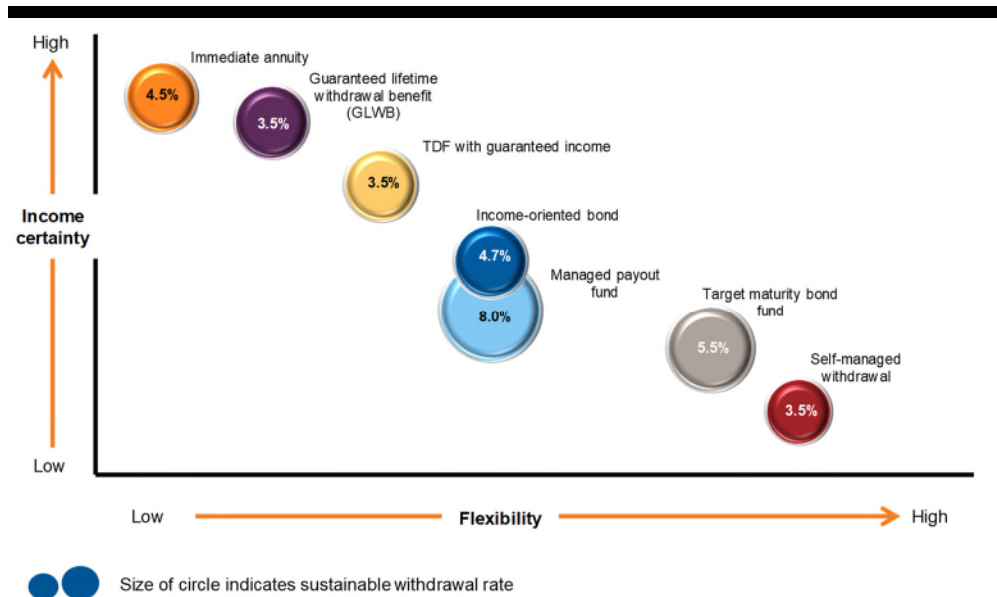 High
Immediate annuity
4.5%
Guaranteed lifetime
withdrawal benefit
(GLWB)
3.5%
TDF with guaranteed income
3.5%
Income
certainty
Income-oriented bond
4.7%
Managed payout
fund
8.0%
Target maturity bond
fund
5.5%
Self-managed
withdrawal
3.5%
Low
Low
Flexibility
High
Size of circle indicates sustainable withdrawal rate